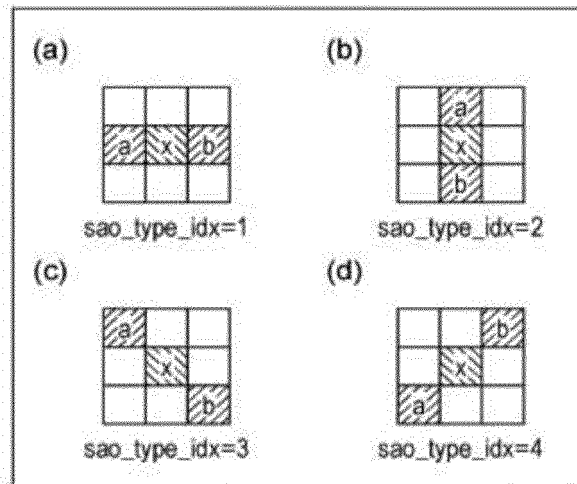 (a)
(b)
a x b
a
x
b
sao_type_idx=1
sao_type_idx=2
(c)
(d)
a
x
b
b
x
a
sao_type_idx=3
sao_type_idx=4